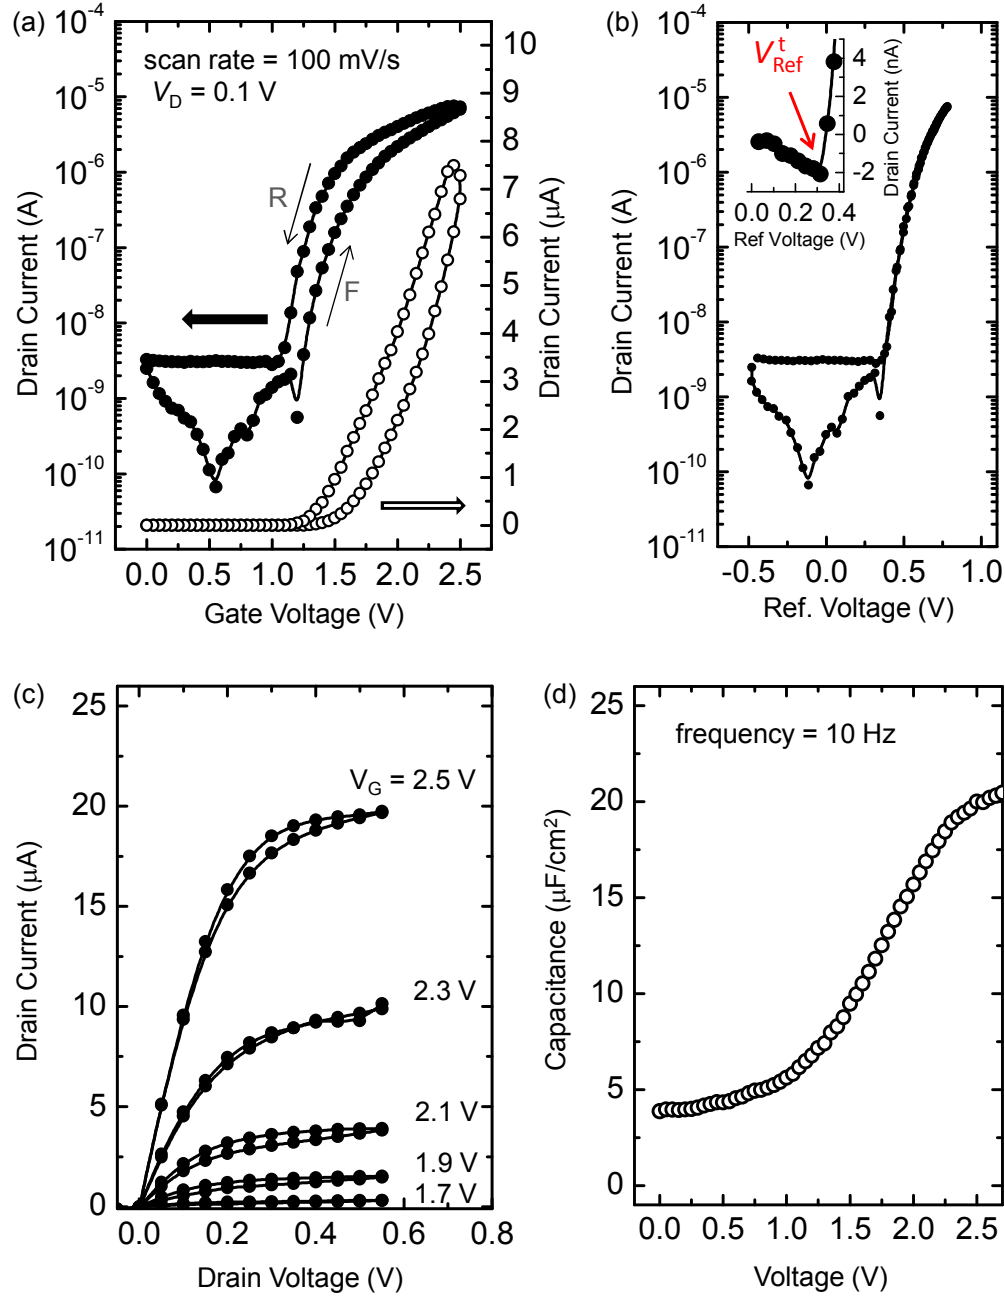 (a)
scan rate = 100 mV/s
V_D = 0.1 V
R
F
10⁻⁴
10⁻⁵
10⁻⁶
10⁻⁷
10⁻⁸
10⁻⁹
10⁻¹⁰
10⁻¹¹
Drain Current (A)
10
9
8
7
6
5
4
3
2
1
0
Drain Current (μA)
0.0 0.5 1.0 1.5 2.0 2.5
Gate Voltage (V)
(b)
V_Ref^t
4
2
0
-2
Drain Current (nA)
0.0 0.2 0.4
Ref Voltage (V)
10⁻⁴
10⁻⁵
10⁻⁶
10⁻⁷
10⁻⁸
10⁻⁹
10⁻¹⁰
10⁻¹¹
Drain Current (A)
-0.5 0.0 0.5 1.0
Ref. Voltage (V)
(c)
25
20
15
10
5
0
Drain Current (μA)
V_G = 2.5 V
2.3 V
2.1 V
1.9 V
1.7 V
0.0 0.2 0.4 0.6 0.8
Drain Voltage (V)
(d)
frequency = 10 Hz
25
20
15
10
5
0
Capacitance (μF/cm²)
0.0 0.5 1.0 1.5 2.0 2.5
Voltage (V)